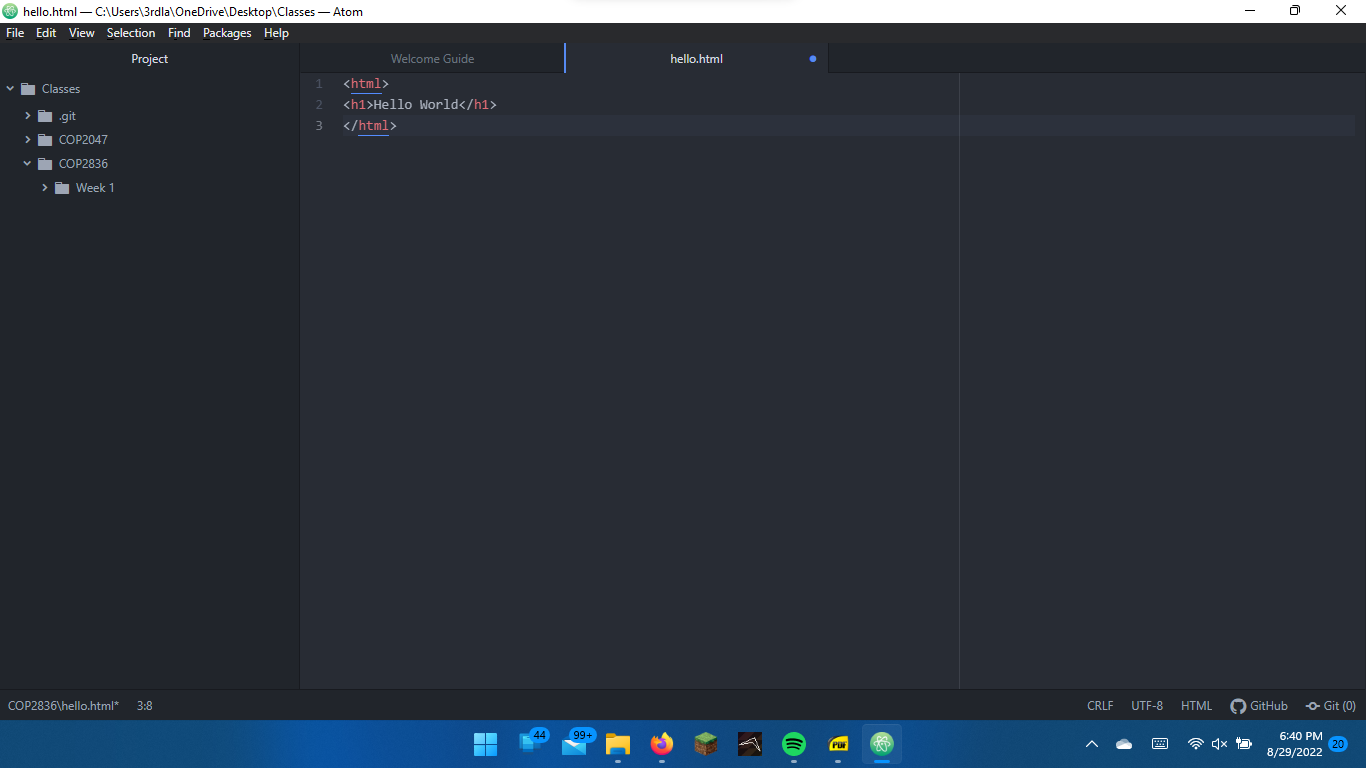 hello.html — C:\Users\3rdla\OneDrive\Desktop\Classes — Atom
File Edit View Selection Find Packages Help
Project
Welcome Guide
hello.html
Classes
.git
COP2047
COP2836
Week 1
1 <html>
2 <h1>Hello World</h1>
3 </html>
COP2836\hello.html* 3:8
CRLF UTF-8 HTML GitHub Git (0)
44
99+
PDF
6:40 PM
8/29/2022
20